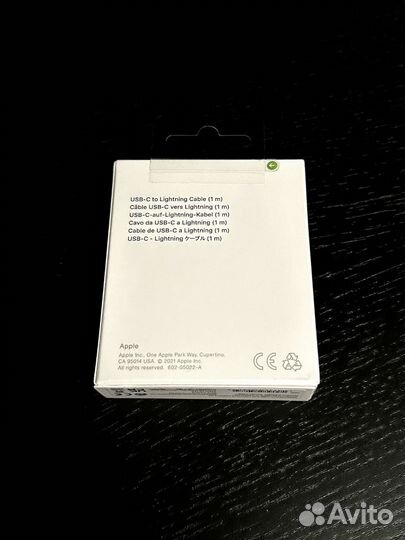 USB-C to Lightning Cable (1 m)
Câble USB-C vers Lightning (1 m)
USB-C-auf-Lightning-Kabel (1 m)
Cavo da USB-C a Lightning (1 m)
Cable de USB-C a Lightning (1 m)
USB-C - Lightning ケーブル (1 m)
Apple
Apple Inc., One Apple Park Way, Cupertino,
CA 95014 USA. © 2021 Apple Inc.
All rights reserved. 602-05022-A
CE
Avito